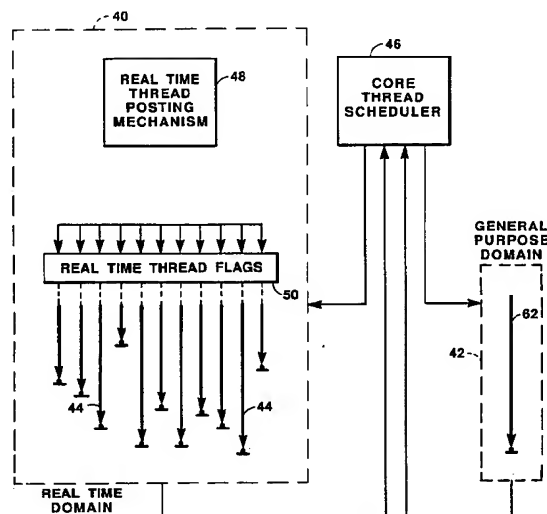 40
REAL TIME
THREAD
POSTING
MECHANISM
48
46
CORE
THREAD
SCHEDULER
REAL TIME THREAD FLAGS
50
44
44
GENERAL
PURPOSE
DOMAIN
62
42
REAL TIME
DOMAIN